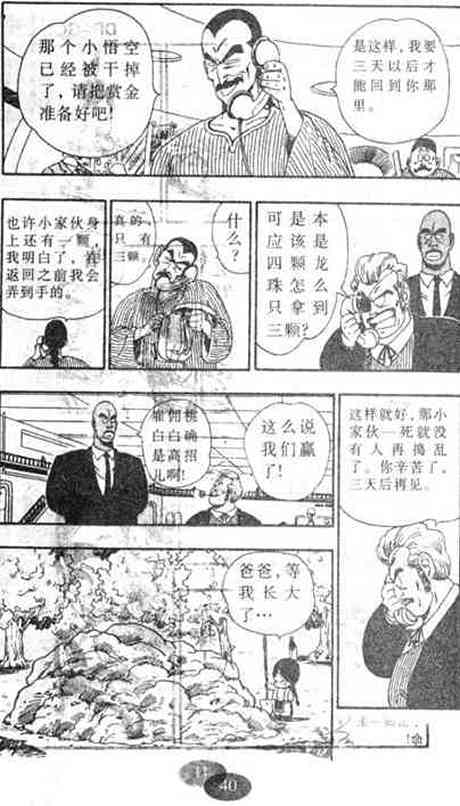 是这样，我要
三天以后才
能回到你那
里。
那个小悟空
已经被干掉
了，请把赏金
准备好吧！
可是本
应该是
四颗龙
珠怎么
只拿到
三颗？
什
么？
真的，
只有
三颗。
也许小家伙身
上还有一颗，
我明白了，在
返回之前我会
弄到手的。
这样就好，那小
家伙一死就没
有人再捣乱
了。你辛苦了。
三天后再见。
这么说
我们赢
了！
雇佣桃
白白确
是高招
儿啊！
爸爸，等
我长大
了…
40